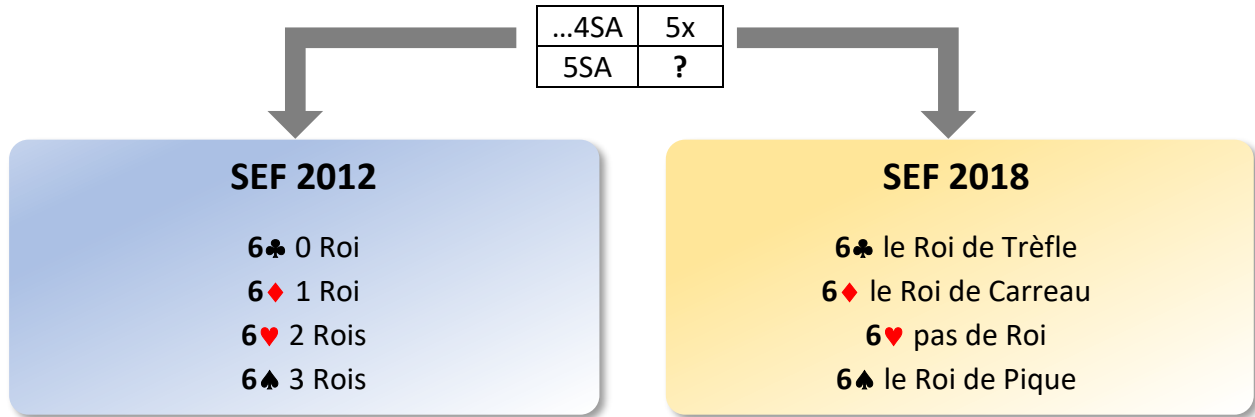 ...4SA 5x
5SA ?
SEF 2012
6♣ 0 Roi
6♦ 1 Roi
6♥ 2 Rois
6♠ 3 Rois
SEF 2018
6♣ le Roi de Trèfle
6♦ le Roi de Carreau
6♥ pas de Roi
6♠ le Roi de Pique